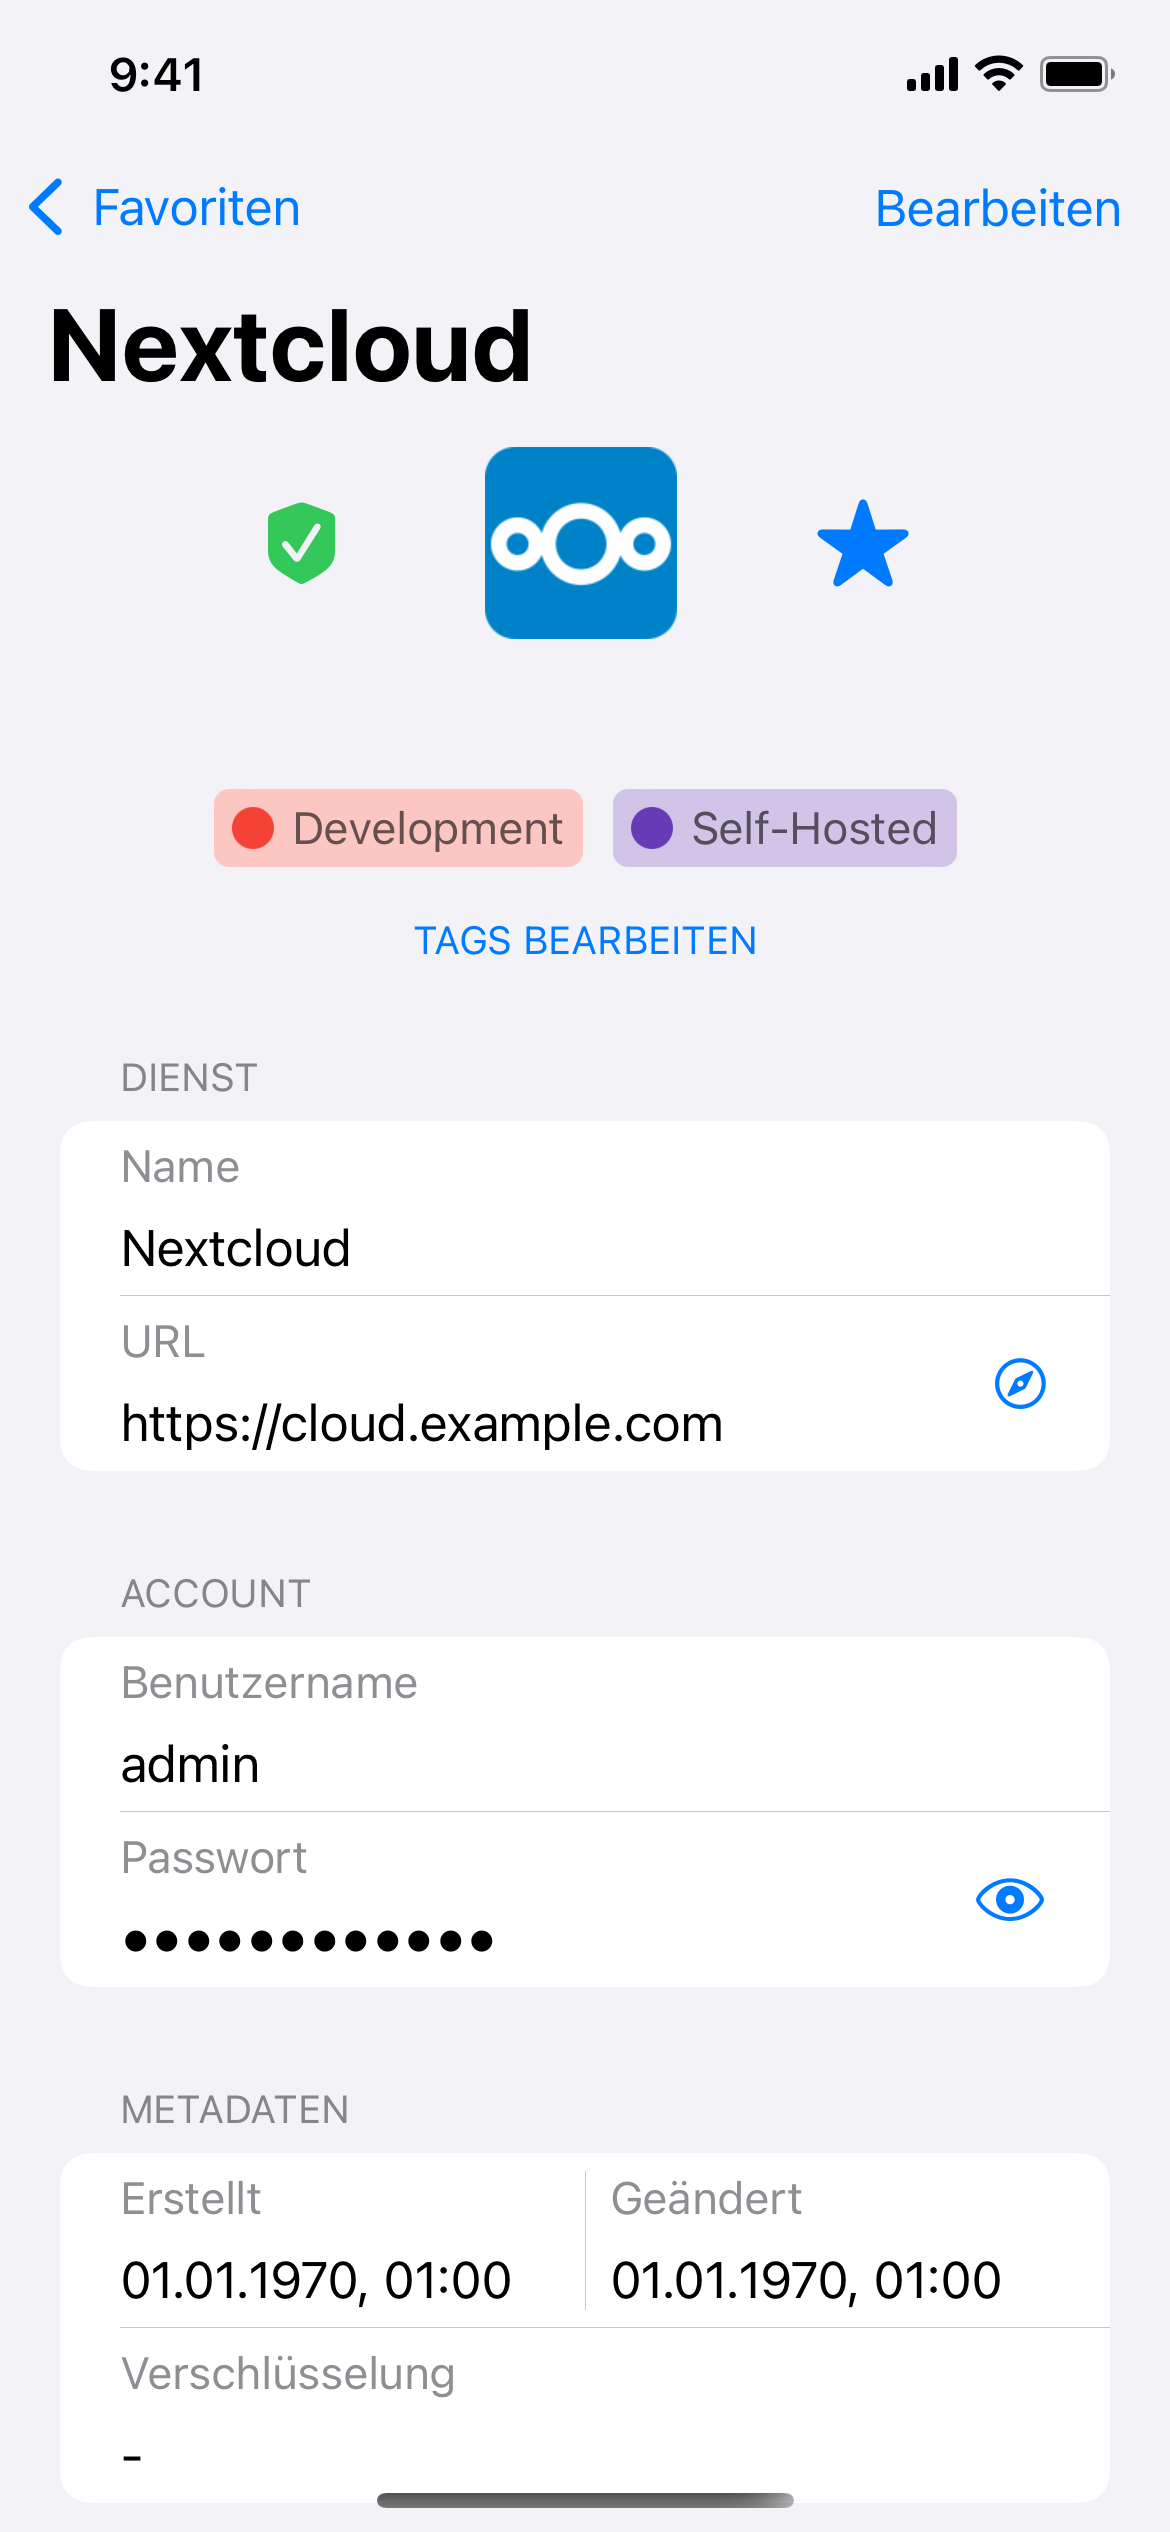 9:41
Favoriten
Bearbeiten
Nextcloud
Development
Self-Hosted
TAGS BEARBEITEN
DIENST
Name
Nextcloud
URL
https://cloud.example.com
ACCOUNT
Benutzername
admin
Passwort
●●●●●●●●●●●●
METADATEN
Erstellt
01.01.1970, 01:00
Geändert
01.01.1970, 01:00
Verschlüsselung
-